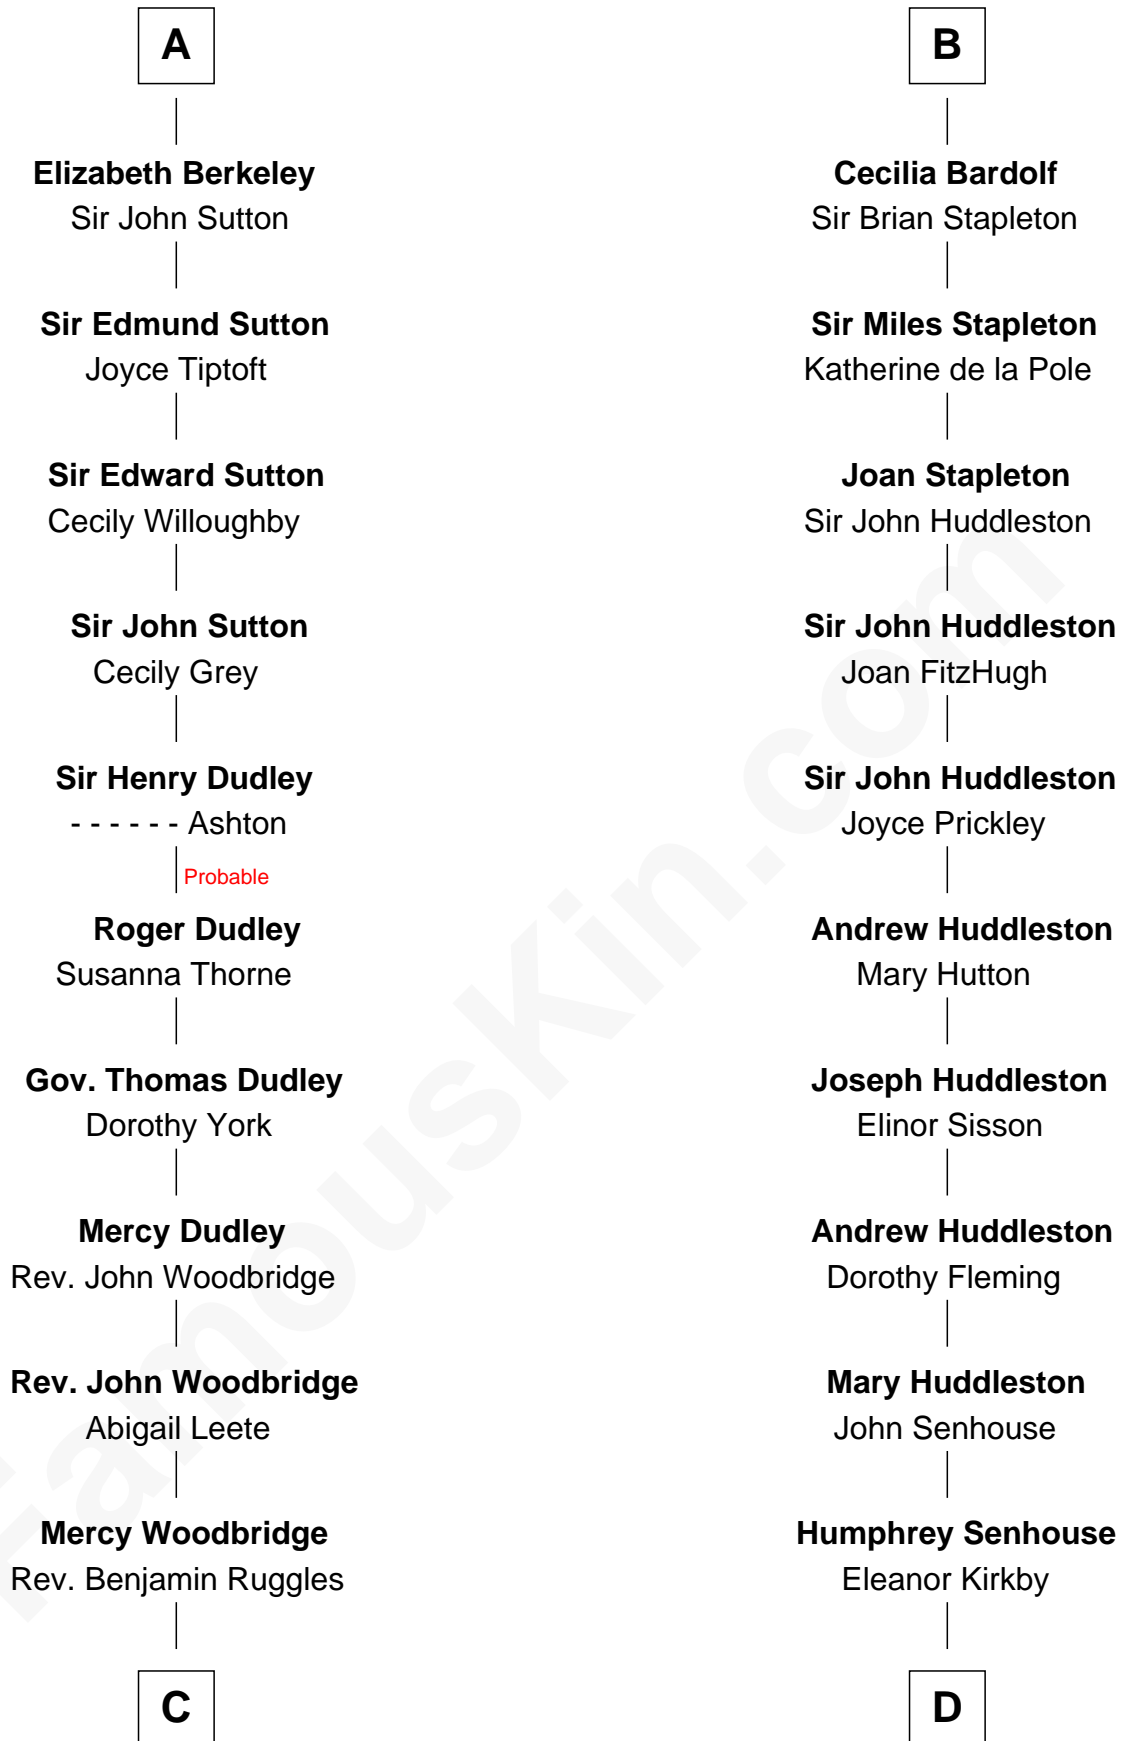 A
Elizabeth Berkeley
Sir John Sutton
Sir Edmund Sutton
Joyce Tiptoft
Sir Edward Sutton
Cecily Willoughby
Sir John Sutton
Cecily Grey
Sir Henry Dudley
- - - - - - Ashton
Probable
Roger Dudley
Susanna Thorne
Gov. Thomas Dudley
Dorothy York
Mercy Dudley
Rev. John Woodbridge
Rev. John Woodbridge
Abigail Leete
Mercy Woodbridge
Rev. Benjamin Ruggles
C
B
Cecilia Bardolf
Sir Brian Stapleton
Sir Miles Stapleton
Katherine de la Pole
Joan Stapleton
Sir John Huddleston
Sir John Huddleston
Joan FitzHugh
Sir John Huddleston
Joyce Prickley
Andrew Huddleston
Mary Hutton
Joseph Huddleston
Elinor Sisson
Andrew Huddleston
Dorothy Fleming
Mary Huddleston
John Senhouse
Humphrey Senhouse
Eleanor Kirkby
D
FamousKin.com